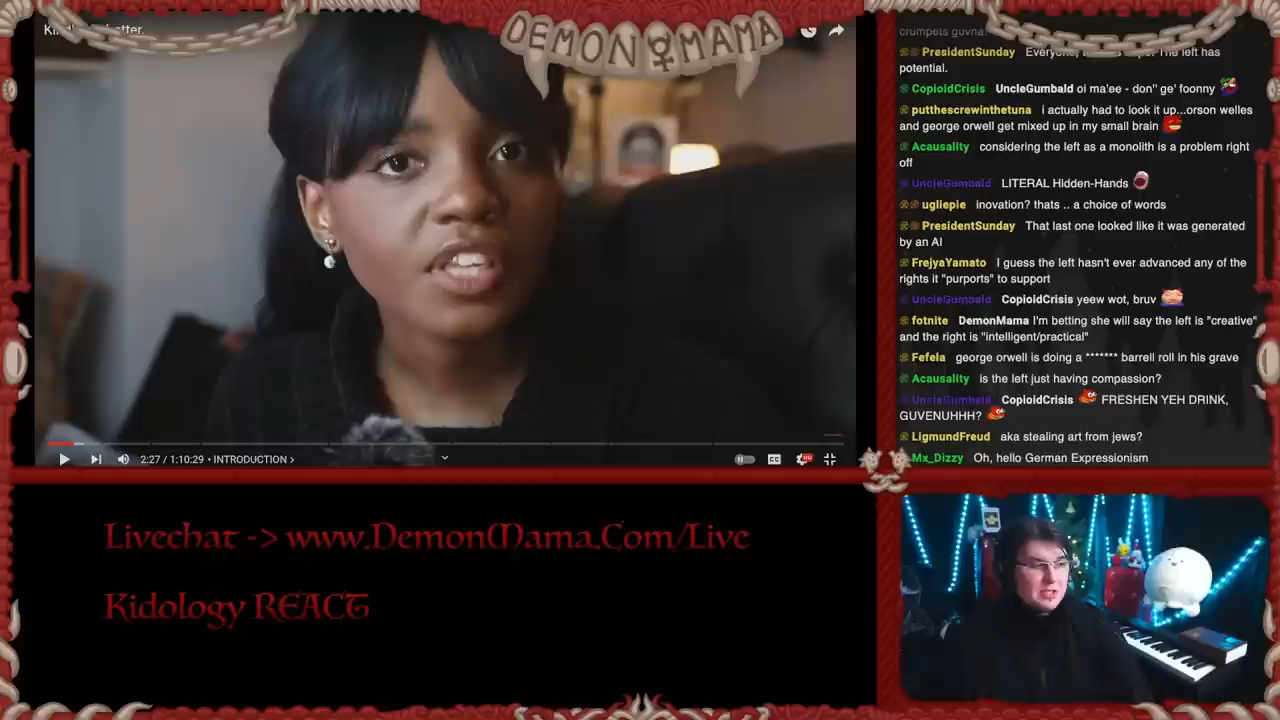 DEMON MAMA
crumpets guvna!
PresidentSunday Everyone, The left has
potential.
CopioidCrisis UncleGumbald oi ma'ee - don'' ge' foonny
putthescrewinthetuna i actually had to look it up...orson welles
and george orwell get mixed up in my small brain
Acausality considering the left as a monolith is a problem right
off
UncleGumbald LITERAL Hidden-Hands
ugliepie inovation? thats .. a choice of words
PresidentSunday That last one looked like it was generated
by an AI
FrejyaYamato I guess the left hasn't ever advanced any of the
rights it "purports" to support
UncleGumbald CopioidCrisis yeew wot, bruv
fotnite DemonMama I'm betting she will say the left is "creative"
and the right is "intelligent/practical"
Fefela george orwell is doing a ******* barrell roll in his grave
Acausality is the left just having compassion?
UncleGumbald CopioidCrisis FRESHEN YEH DRINK,
GUVENUHHH?
LigmundFreud aka stealing art from jews?
Mx_Dizzy Oh, hello German Expressionism
2:27 / 1:10:29 • INTRODUCTION >
CC
Livechat -> www.DemonMama.Com/Live
Kidology REACT